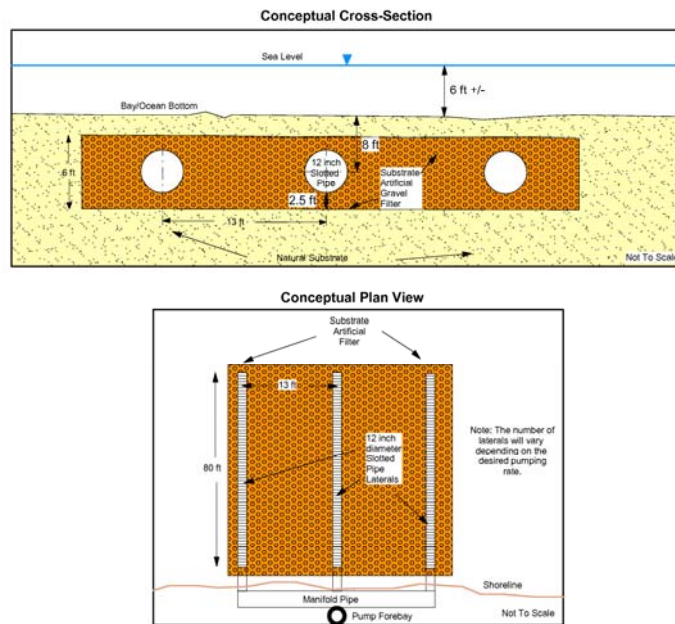 Conceptual Cross-Section
Sea Level
6 ft +/-
Bay/Ocean Bottom
8 ft
6 ft
12 inch
Slotted
Pipe
Substrate
Artificial
Gravel
Filter
2.5 ft
13 ft
Natural Substrate
Not To Scale
Conceptual Plan View
Substrate
Artificial
Filter
13 ft
Note: The number of
laterals will vary
depending on the
desired pumping
rate.
12 inch
diameter
Slotted
Pipe
Laterals
80 ft
Shoreline
Manifold Pipe
Pump Forebay
Not To Scale